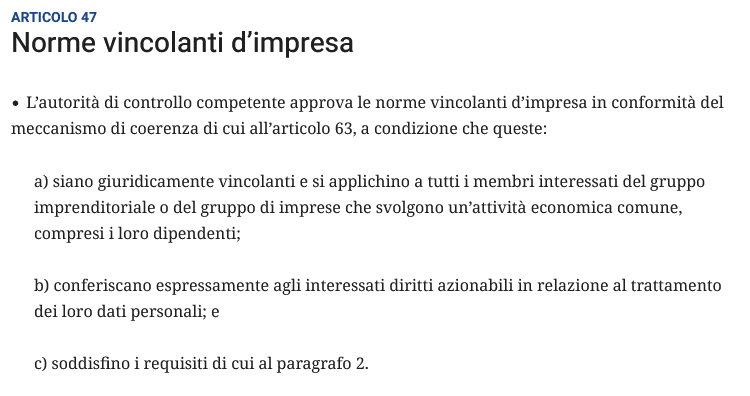 ARTICOLO 47
Norme vincolanti d’impresa
• L’autorità di controllo competente approva le norme vincolanti d’impresa in conformità del
meccanismo di coerenza di cui all’articolo 63, a condizione che queste:
a) siano giuridicamente vincolanti e si applichino a tutti i membri interessati del gruppo
imprenditoriale o del gruppo di imprese che svolgono un’attività economica comune,
compresi i loro dipendenti;
b) conferiscano espressamente agli interessati diritti azionabili in relazione al trattamento
dei loro dati personali; e
c) soddisfino i requisiti di cui al paragrafo 2.